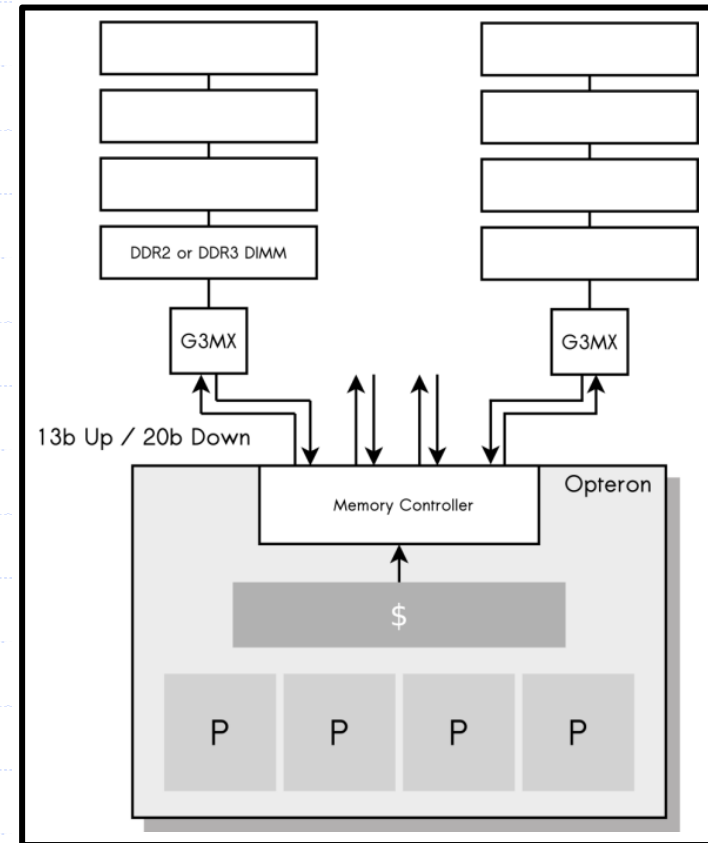 DDR2 or DDR3 DIMM
G3MX
G3MX
13b Up / 20b Down
Opteron
Memory Controller
$
P P P P